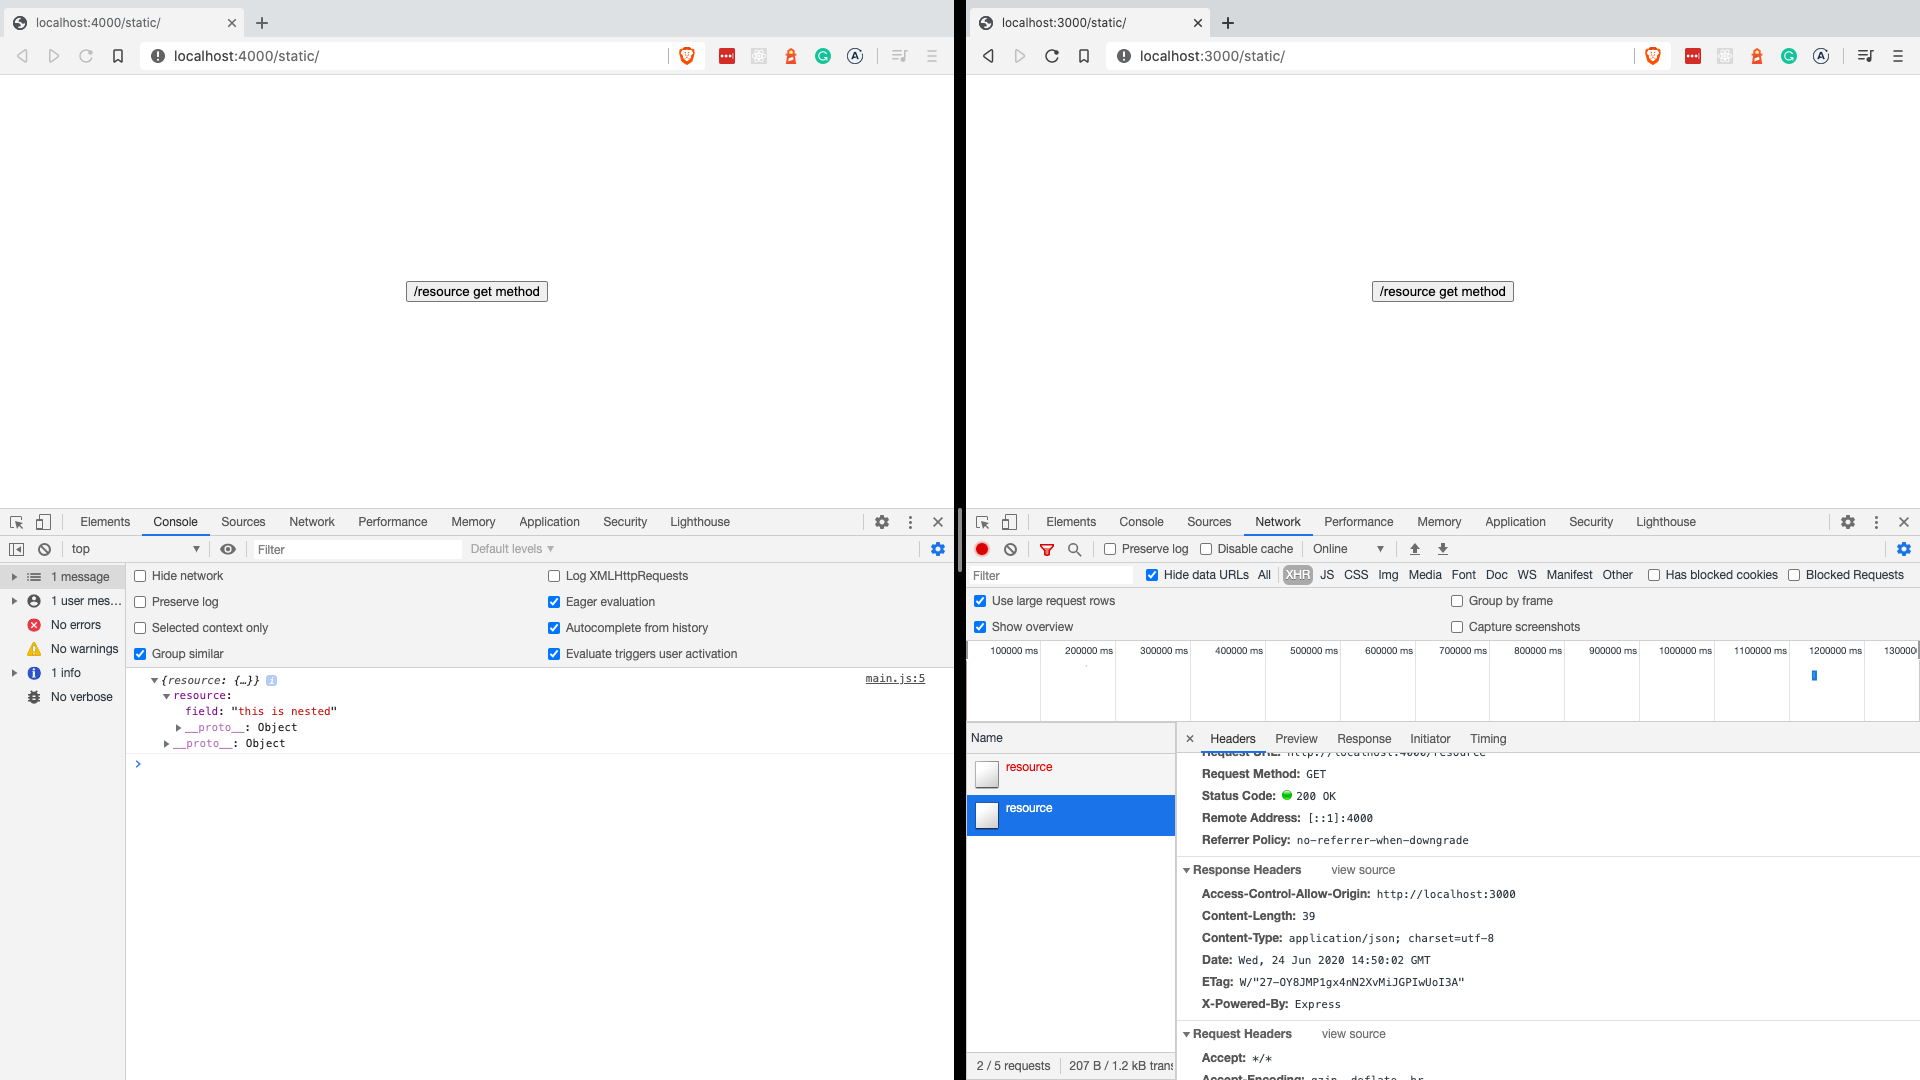 localhost:4000/static/
localhost:4000/static/
/resource get method
Elements Console Sources Network Performance Memory Application Security Lighthouse
top Filter Default levels
1 message
1 user mes...
No errors
No warnings
1 info
No verbose
Hide network Log XMLHttpRequests
Preserve log Eager evaluation
Selected context only Autocomplete from history
Group similar Evaluate triggers user activation
{resource: {…}} main.js:5
resource:
field: "this is nested"
__proto__: Object
__proto__: Object
localhost:3000/static/
localhost:3000/static/
/resource get method
Elements Console Sources Network Performance Memory Application Security Lighthouse
Preserve log Disable cache Online
Filter Hide data URLs All XHR JS CSS Img Media Font Doc WS Manifest Other Has blocked cookies Blocked Requests
Use large request rows Group by frame
Show overview Capture screenshots
100000 ms 200000 ms 300000 ms 400000 ms 500000 ms 600000 ms 700000 ms 800000 ms 900000 ms 1000000 ms 1100000 ms 1200000 ms 130000
Name
resource
resource
2 / 5 requests 207 B / 1.2 kB trans
Headers Preview Response Initiator Timing
Request URL: http://localhost:4000/resource
Request Method: GET
Status Code: 200 OK
Remote Address: [::1]:4000
Referrer Policy: no-referrer-when-downgrade
Response Headers view source
Access-Control-Allow-Origin: http://localhost:3000
Content-Length: 39
Content-Type: application/json; charset=utf-8
Date: Wed, 24 Jun 2020 14:50:02 GMT
ETag: W/"27-OY8JMP1gx4nN2XvMiJGPIwUoI3A"
X-Powered-By: Express
Request Headers view source
Accept: */*
Accept-Encoding: gzip, deflate, br